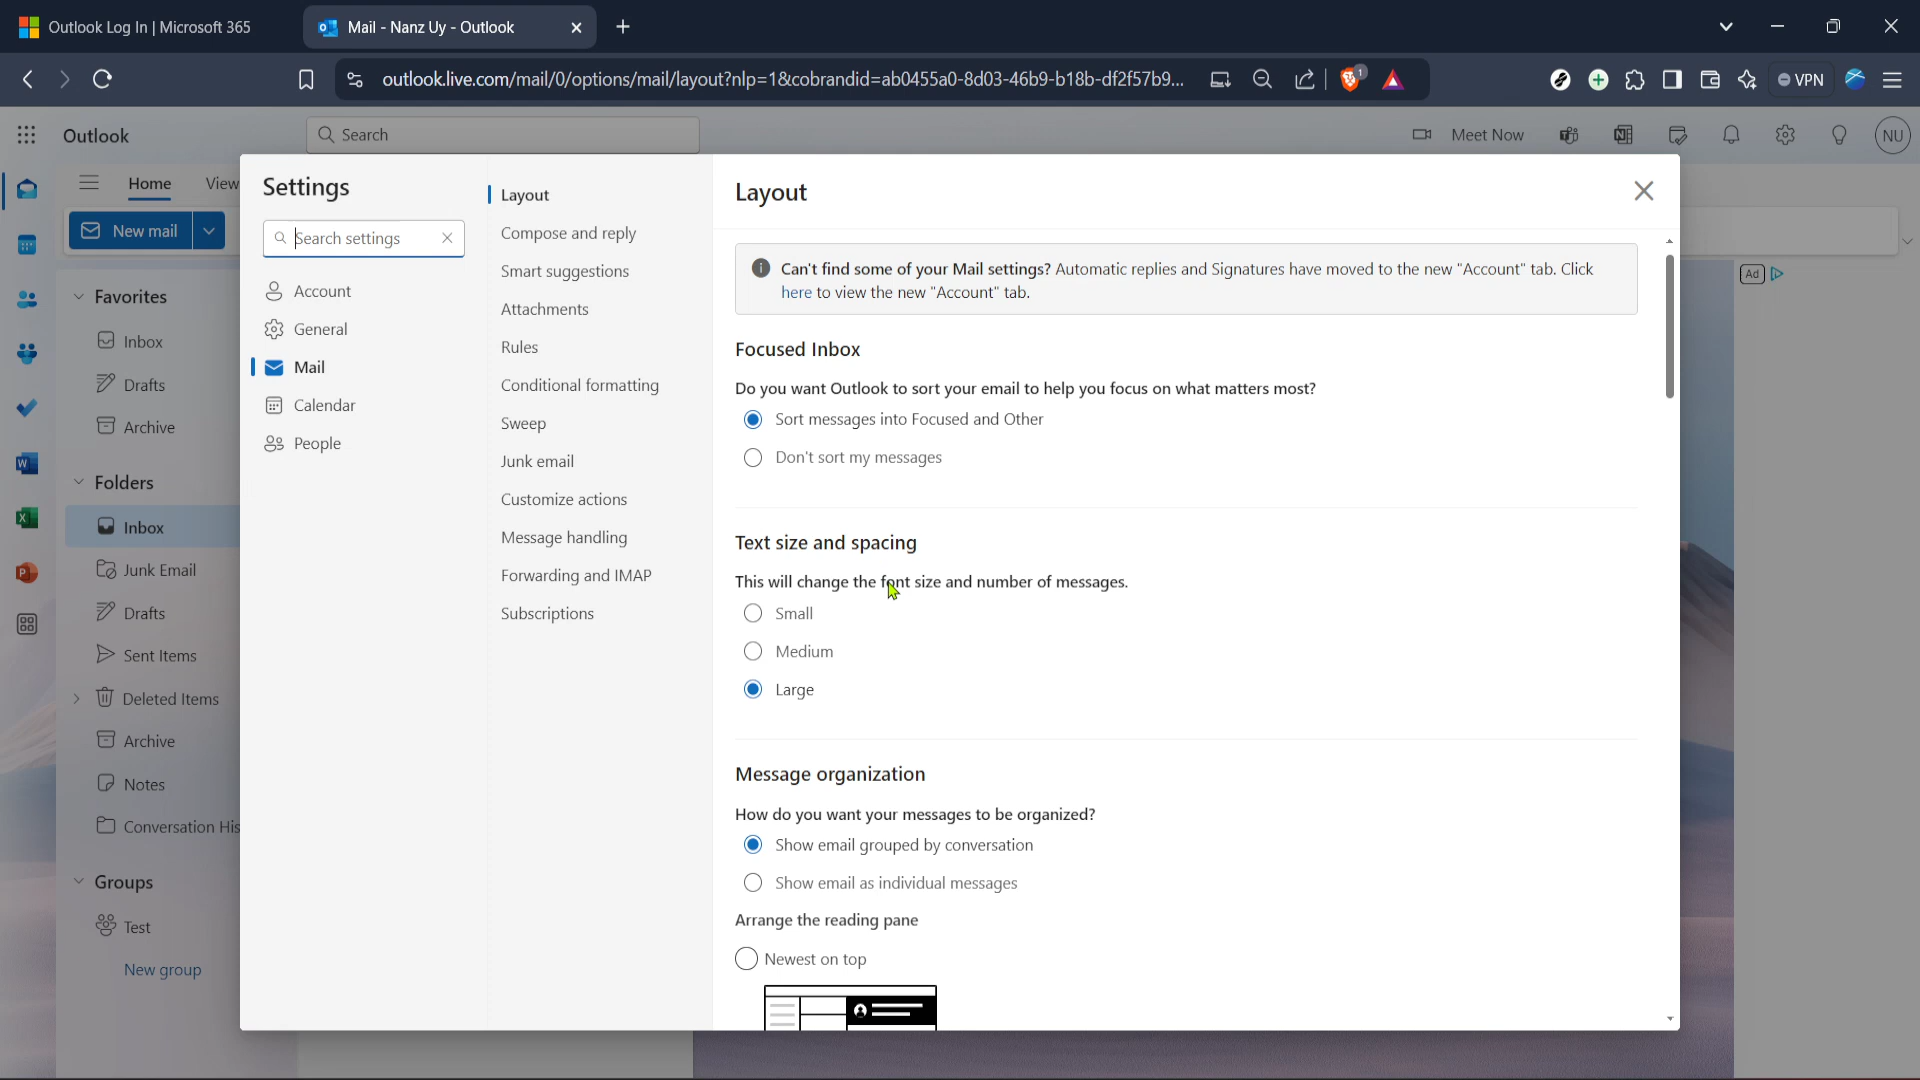 Outlook Log In | Microsoft 365
Mail - Nanz Uy - Outlook
outlook.live.com/mail/0/options/mail/layout?nlp=1&cobrandid=ab0455a0-8d03-46b9-b18b-df2f57b9...
1
VPN
Outlook
Search
Meet Now
NU
Home
View
New mail
Favorites
Inbox
Drafts
Archive
Folders
Inbox
Junk Email
Drafts
Sent Items
Deleted Items
Archive
Notes
Conversation His
Groups
Test
New group
Settings
Search settings
Account
General
Mail
Calendar
People
Layout
Compose and reply
Smart suggestions
Attachments
Rules
Conditional formatting
Sweep
Junk email
Customize actions
Message handling
Forwarding and IMAP
Subscriptions
Layout
Can't find some of your Mail settings? Automatic replies and Signatures have moved to the new "Account" tab. Click
here to view the new "Account" tab.
Focused Inbox
Do you want Outlook to sort your email to help you focus on what matters most?
Sort messages into Focused and Other
Don't sort my messages
Text size and spacing
This will change the font size and number of messages.
Small
Medium
Large
Message organization
How do you want your messages to be organized?
Show email grouped by conversation
Show email as individual messages
Arrange the reading pane
Newest on top
Ad